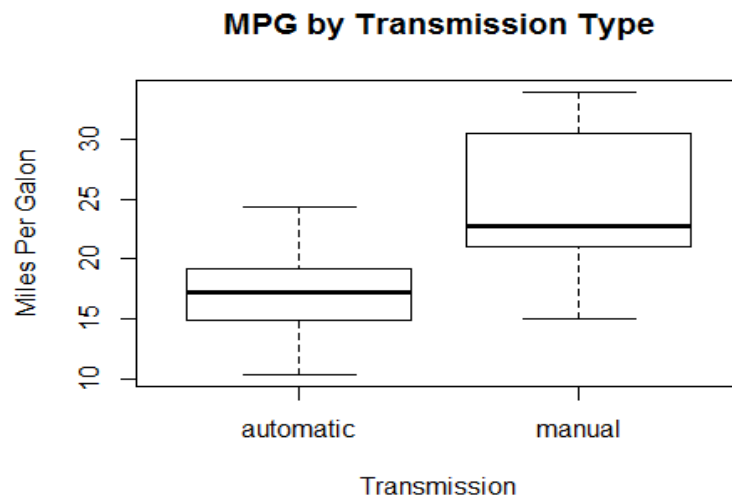 MPG by Transmission Type
Miles Per Galon
30
25
20
15
10
automatic manual
Transmission